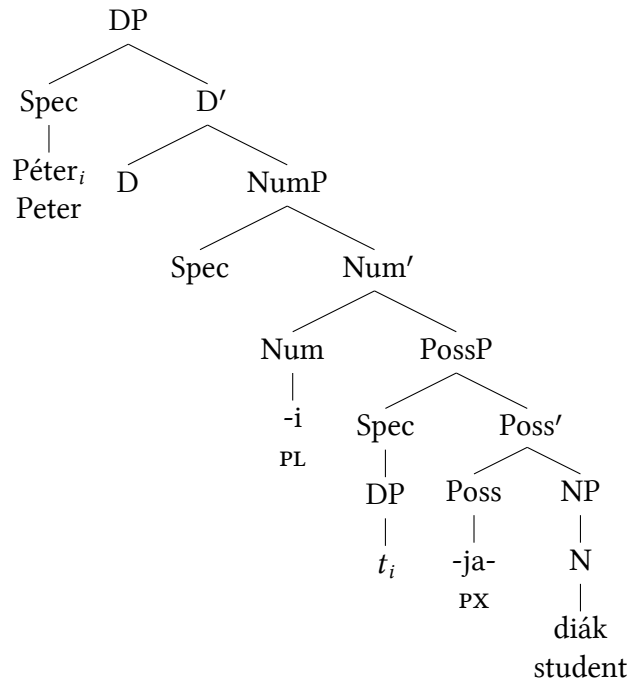 DP
Spec D′
Péterᵢ D NumP
Peter
Spec Num′
Num PossP
-i Spec Poss′
PL
DP Poss NP
tᵢ -ja- N
PX
diák
student